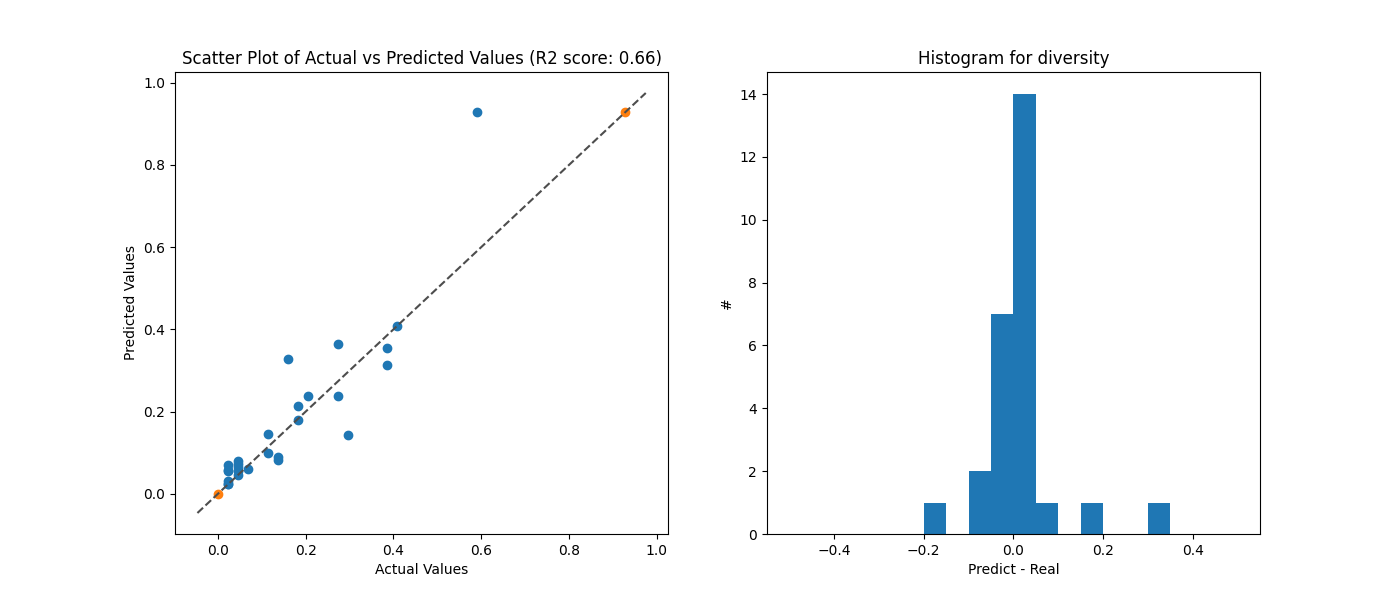 Scatter Plot of Actual vs Predicted Values (R2 score: 0.66)
1.0
0.8
0.6
0.4
0.2
0.0
Predicted Values
0.0 0.2 0.4 0.6 0.8 1.0
Actual Values
Histogram for diversity
14
12
10
8
6
4
2
0
#
−0.4 −0.2 0.0 0.2 0.4
Predict - Real